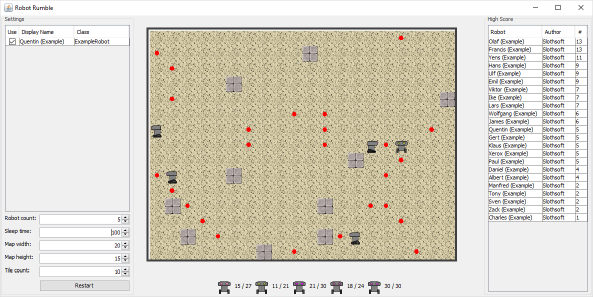 Robot Rumble
Settings
Use Display Name Class
Quentin (Example) ExampleRobot
Robot count: 5
Sleep time: 300
Map width: 20
Map height: 15
Tile count: 10
Restart
15 / 27 11 / 21 21 / 30 18 / 24 30 / 30
High Score
Robot Author #
Olaf (Example) Slothsoft 13
Francis (Example) Slothsoft 13
Yens (Example) Slothsoft 11
Hans (Example) Slothsoft 9
Ulf (Example) Slothsoft 9
Emil (Example) Slothsoft 9
Viktor (Example) Slothsoft 7
Ike (Example) Slothsoft 7
Lars (Example) Slothsoft 7
Wolfgang (Example) Slothsoft 6
James (Example) Slothsoft 6
Quentin (Example) Slothsoft 5
Gert (Example) Slothsoft 5
Klaus (Example) Slothsoft 5
Xerox (Example) Slothsoft 5
Paul (Example) Slothsoft 5
Daniel (Example) Slothsoft 4
Albert (Example) Slothsoft 4
Manfred (Example) Slothsoft 2
Tony (Example) Slothsoft 2
Sven (Example) Slothsoft 2
Zack (Example) Slothsoft 2
Charles (Example) Slothsoft 1